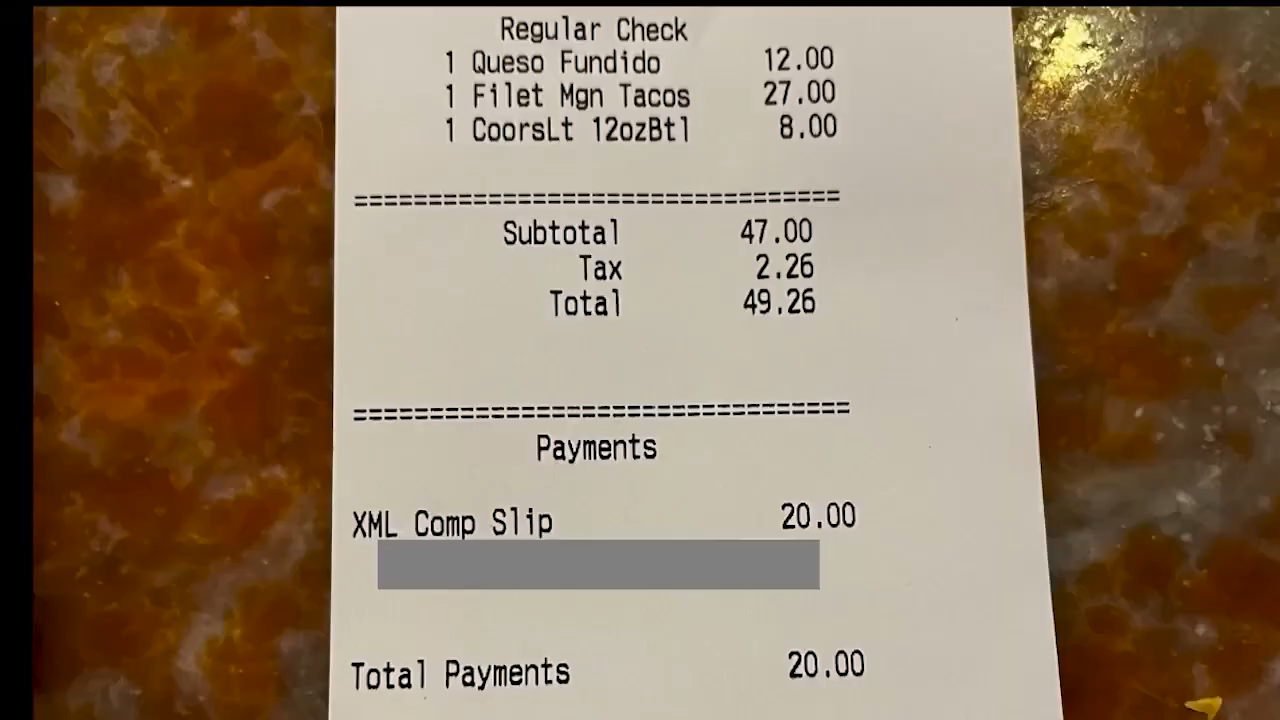 Regular Check
1 Queso Fundido 12.00
1 Filet Mgn Tacos 27.00
1 CoorsLt 12ozBtl 8.00
================================
Subtotal 47.00
Tax 2.26
Total 49.26
================================
Payments
XML Comp Slip 20.00
Total Payments 20.00